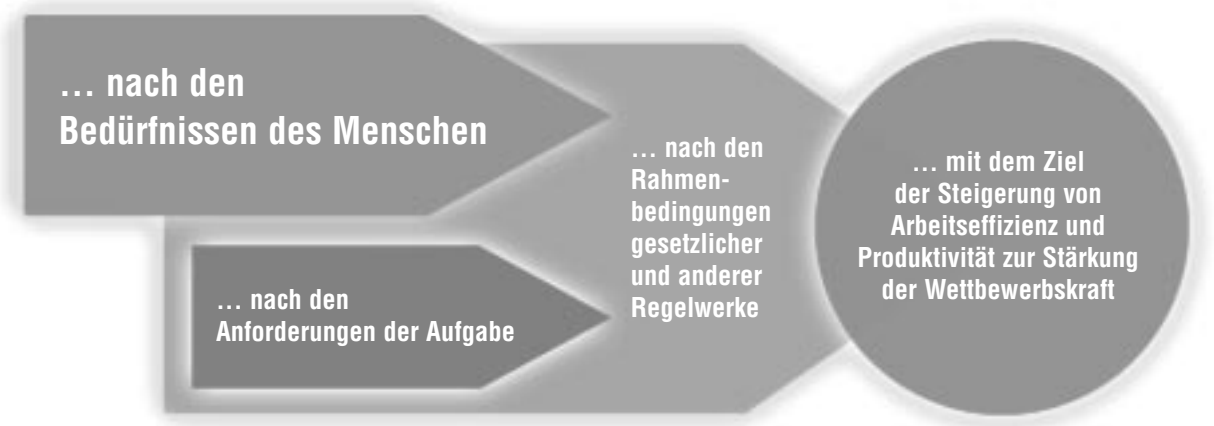 … nach den
Bedürfnissen des Menschen
… nach den
Anforderungen der Aufgabe
… nach den
Rahmen-
bedingungen
gesetzlicher
und anderer
Regelwerke
… mit dem Ziel
der Steigerung von
Arbeitseffizienz und
Produktivität zur Stärkung
der Wettbewerbskraft